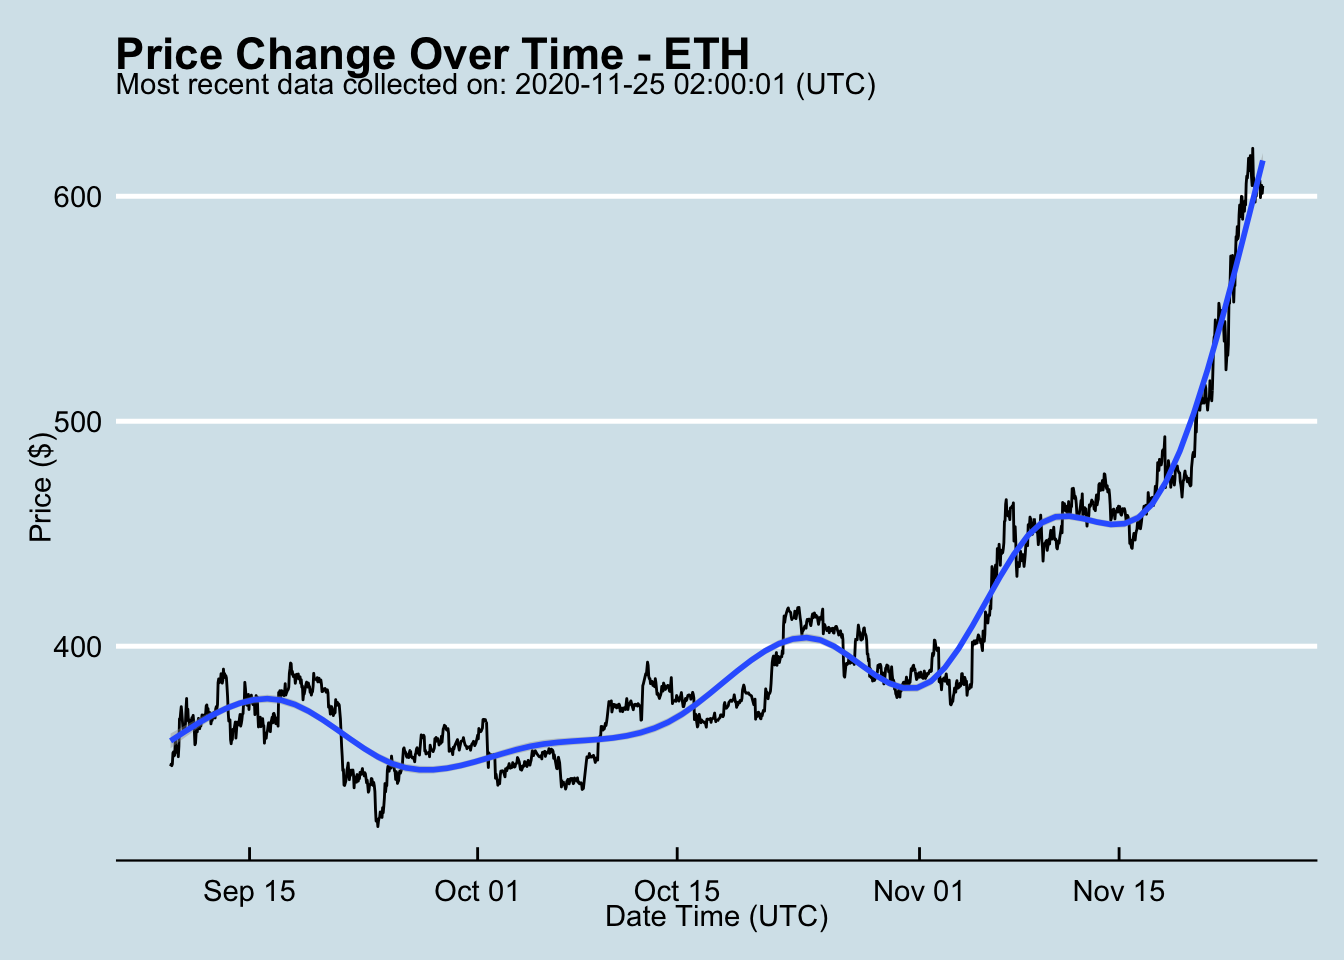 Price Change Over Time - ETH
Most recent data collected on: 2020-11-25 02:00:01 (UTC)
600
500
400
Price ($)
Sep 15
Oct 01
Oct 15
Nov 01
Nov 15
Date Time (UTC)